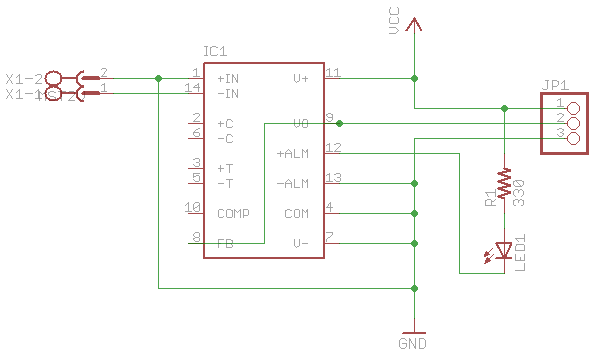 VCC
IC1
X1-2
2
1
+IN
V+
11
JP1
X1-1
1
14
-IN
1
2
+C
VO
9
2
6
-C
3
+ALM
12
3
+T
5
-T
-ALM
13
R1
330
10
COMP
COM
4
8
FB
V-
7
LED1
GND